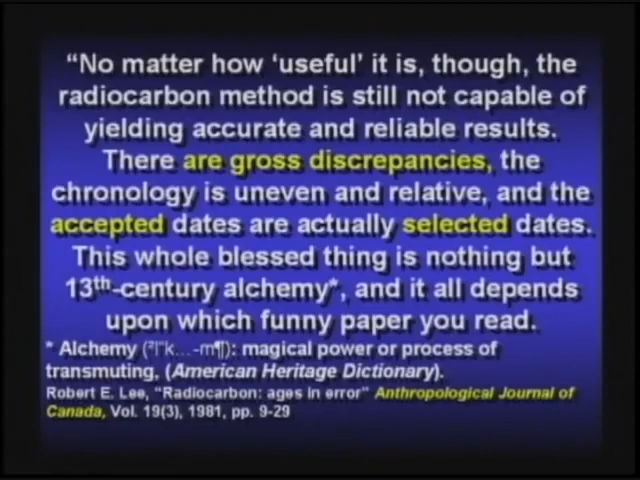 “No matter how ‘useful’ it is, though, the
radiocarbon method is still not capable of
yielding accurate and reliable results.
There are gross discrepancies, the
chronology is uneven and relative, and the
accepted dates are actually selected dates.
This whole blessed thing is nothing but
13th-century alchemy*, and it all depends
upon which funny paper you read.
* Alchemy (²l“k…-m¶): magical power or process of
transmuting, (American Heritage Dictionary).
Robert E. Lee, “Radiocarbon: ages in error” Anthropological Journal of
Canada, Vol. 19(3), 1981, pp. 9-29